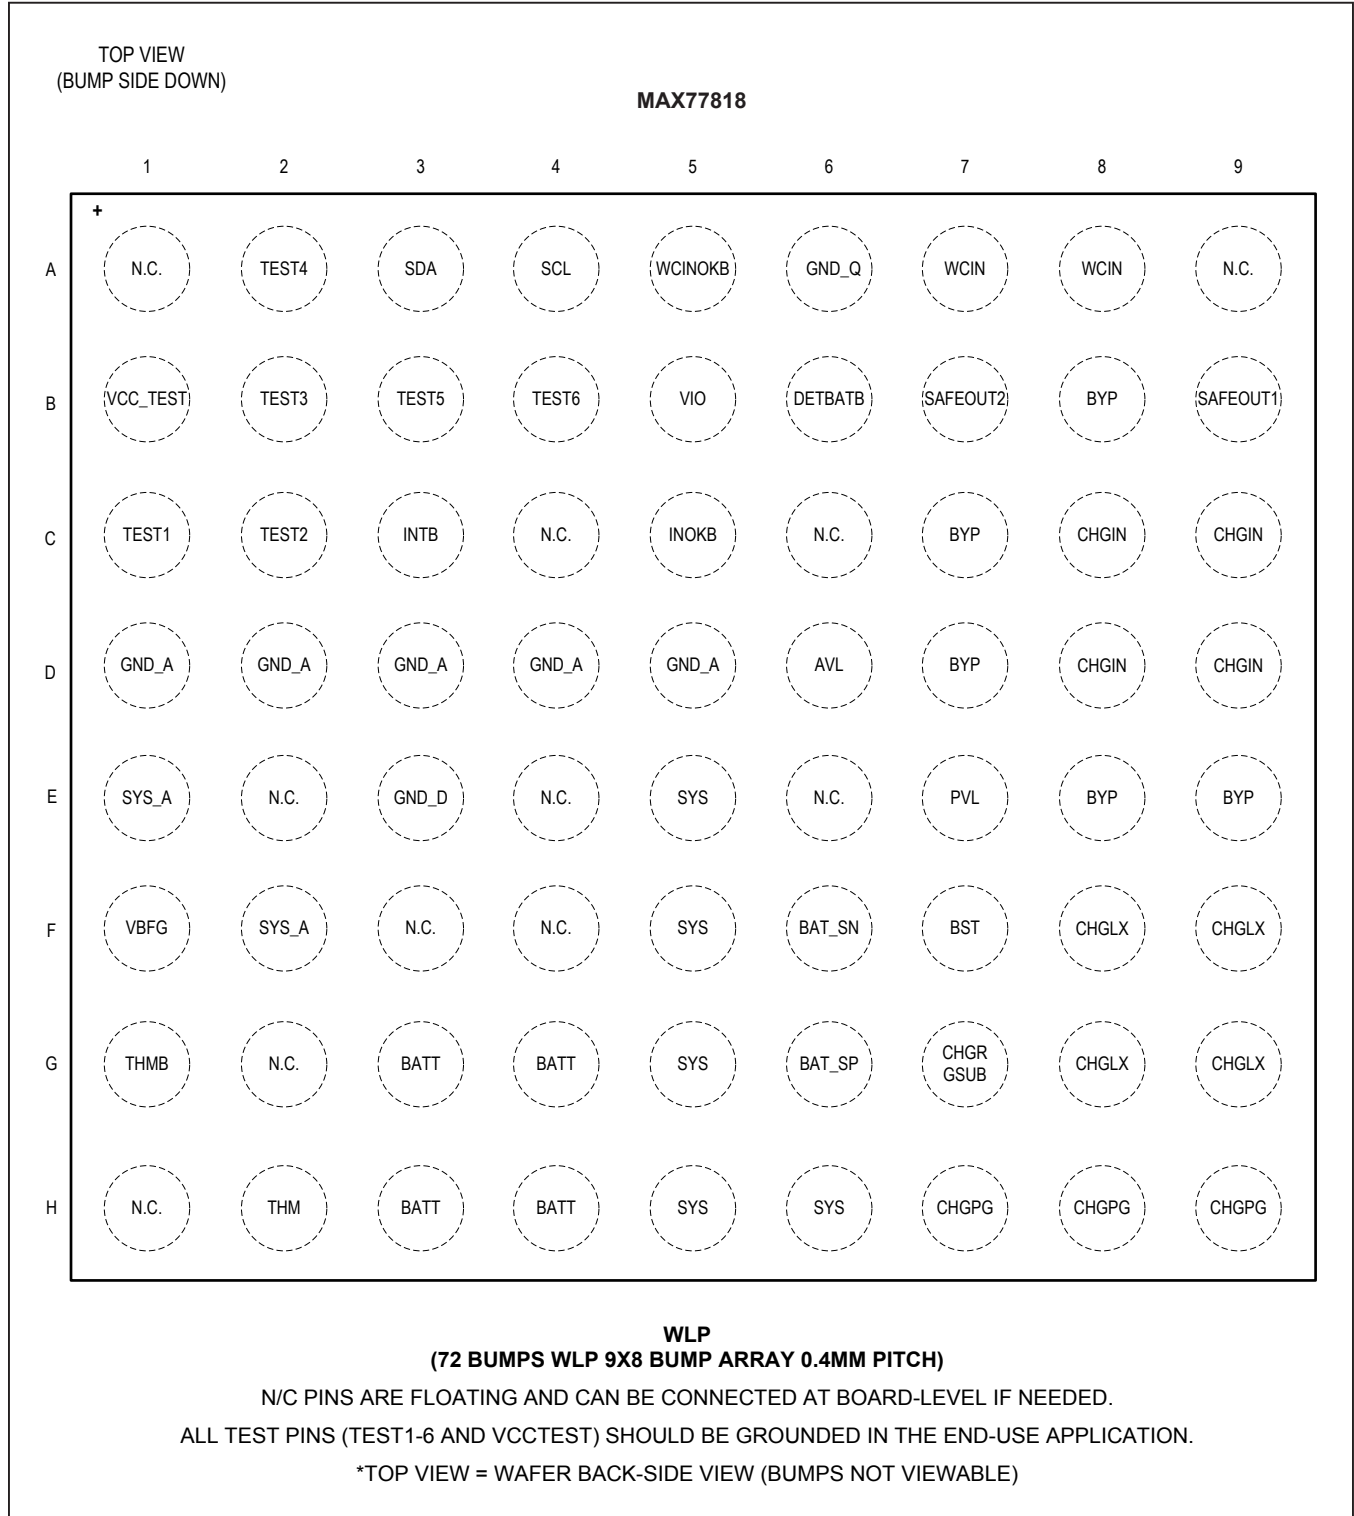 TOP VIEW
(BUMP SIDE DOWN)
MAX77818
1 2 3 4 5 6 7 8 9
+
A N.C. TEST4 SDA SCL WCINOKB GND_Q WCIN WCIN N.C.
B VCC_TEST TEST3 TEST5 TEST6 VIO DETBATB SAFEOUT2 BYP SAFEOUT1
C TEST1 TEST2 INTB N.C. INOKB N.C. BYP CHGIN CHGIN
D GND_A GND_A GND_A GND_A GND_A AVL BYP CHGIN CHGIN
E SYS_A N.C. GND_D N.C. SYS N.C. PVL BYP BYP
F VBFG SYS_A N.C. N.C. SYS BAT_SN BST CHGLX CHGLX
G THMB N.C. BATT BATT SYS BAT_SP CHGR GSUB CHGLX CHGLX
H N.C. THM BATT BATT SYS SYS CHGPG CHGPG CHGPG
WLP
(72 BUMPS WLP 9X8 BUMP ARRAY 0.4MM PITCH)
N/C PINS ARE FLOATING AND CAN BE CONNECTED AT BOARD-LEVEL IF NEEDED.
ALL TEST PINS (TEST1-6 AND VCCTEST) SHOULD BE GROUNDED IN THE END-USE APPLICATION.
*TOP VIEW = WAFER BACK-SIDE VIEW (BUMPS NOT VIEWABLE)